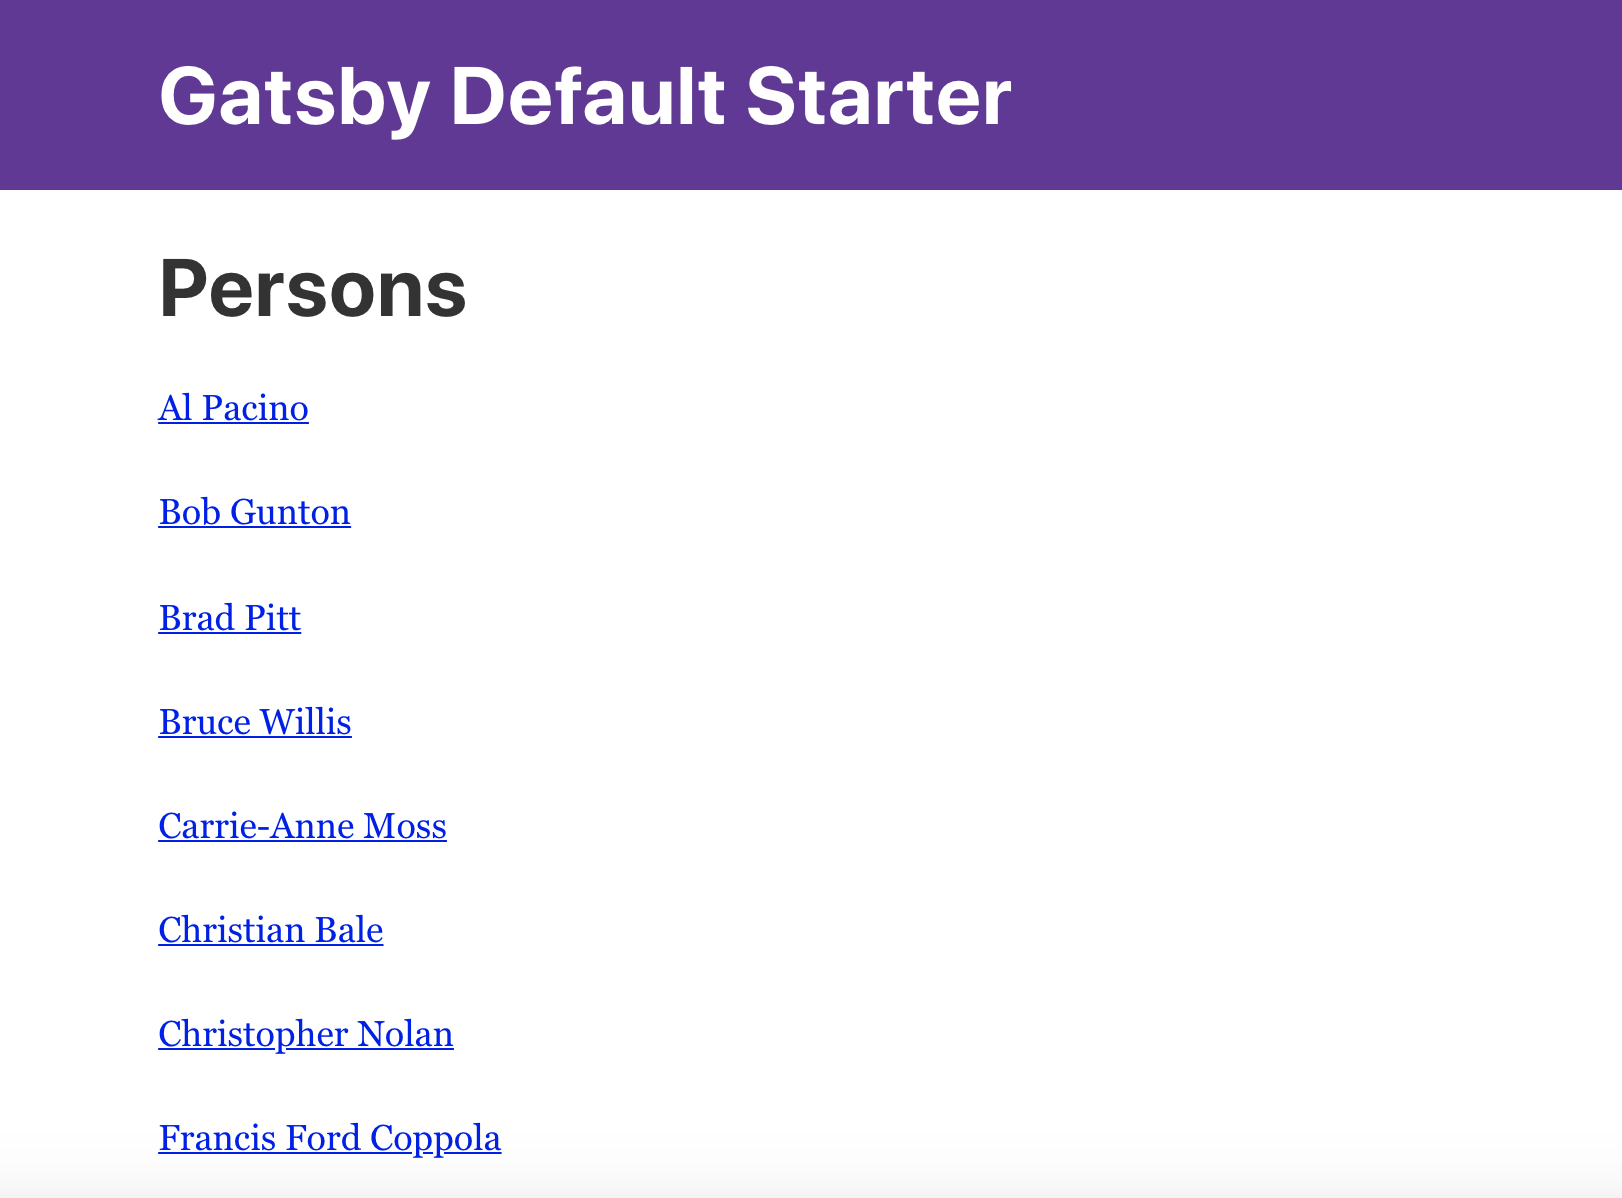 Gatsby Default Starter
Persons
Al Pacino
Bob Gunton
Brad Pitt
Bruce Willis
Carrie-Anne Moss
Christian Bale
Christopher Nolan
Francis Ford Coppola